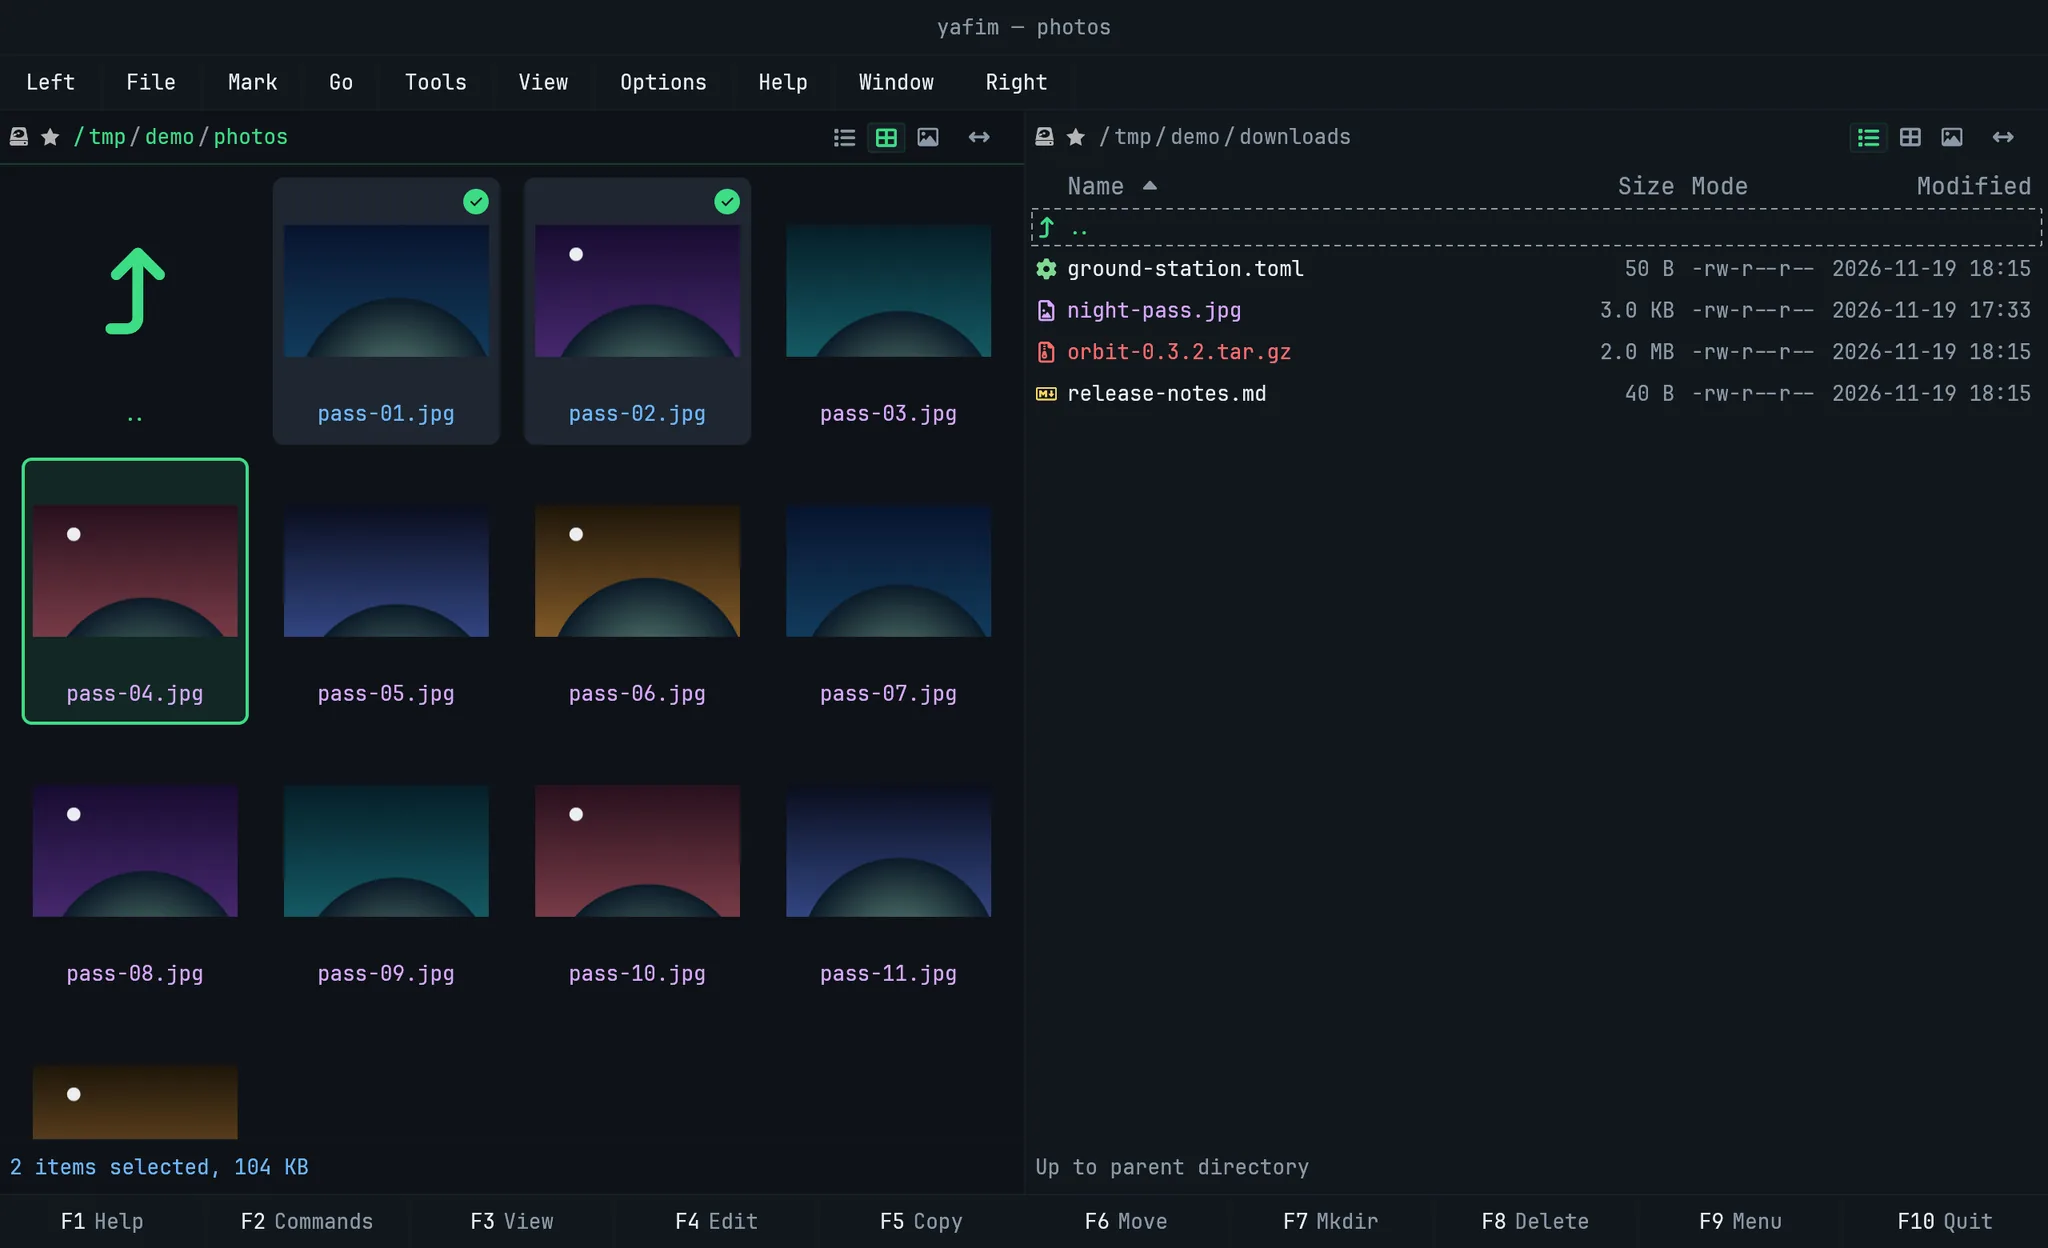 yafim — photos
Left File Mark Go Tools View Options Help Window Right
/tmp/demo/photos
.. pass-01.jpg pass-02.jpg pass-03.jpg
pass-04.jpg pass-05.jpg pass-06.jpg pass-07.jpg
pass-08.jpg pass-09.jpg pass-10.jpg pass-11.jpg
2 items selected, 104 KB
/tmp/demo/downloads
Name Size Mode Modified
..
ground-station.toml 50 B -rw-r--r-- 2026-11-19 18:15
night-pass.jpg 3.0 KB -rw-r--r-- 2026-11-19 17:33
orbit-0.3.2.tar.gz 2.0 MB -rw-r--r-- 2026-11-19 18:15
release-notes.md 40 B -rw-r--r-- 2026-11-19 18:15
Up to parent directory
F1 Help F2 Commands F3 View F4 Edit F5 Copy F6 Move F7 Mkdir F8 Delete F9 Menu F10 Quit